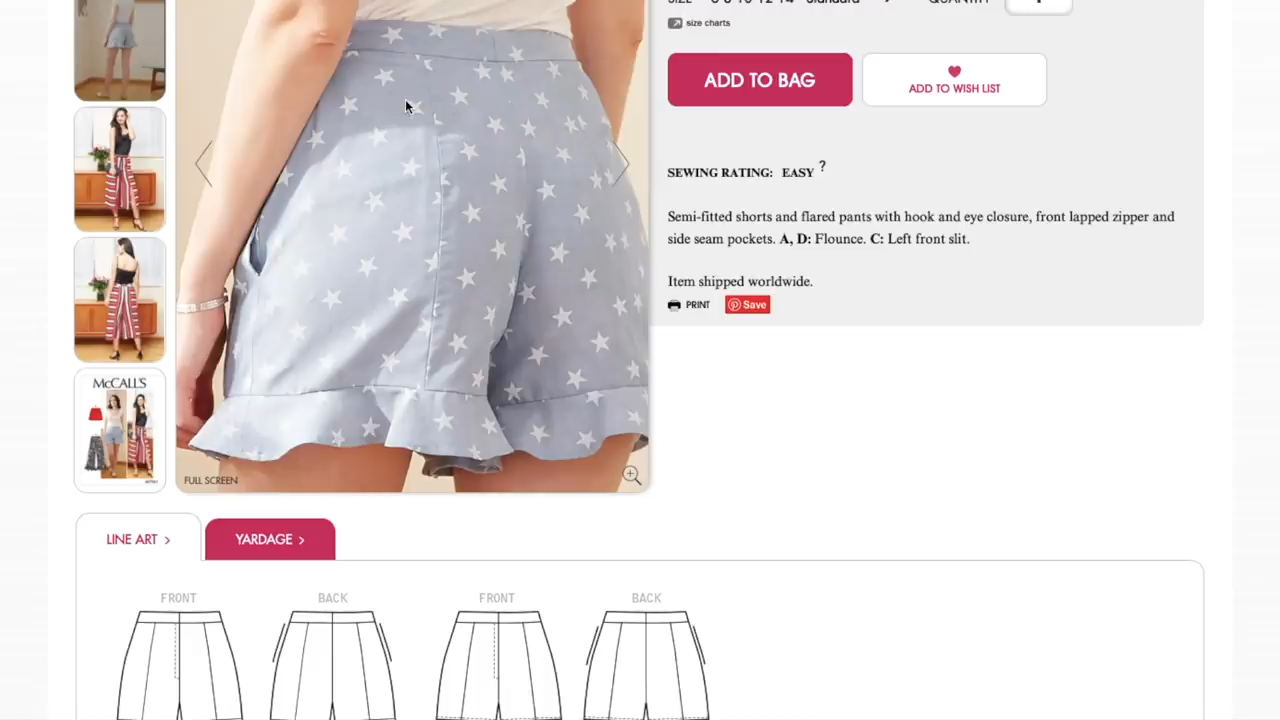 size charts
ADD TO BAG
ADD TO WISH LIST
SEWING RATING: EASY ?
Semi-fitted shorts and flared pants with hook and eye closure, front lapped zipper and
side seam pockets. A, D: Flounce. C: Left front slit.
Item shipped worldwide.
PRINT Save
McCALL'S
FULL SCREEN
LINE ART >
YARDAGE >
FRONT BACK FRONT BACK